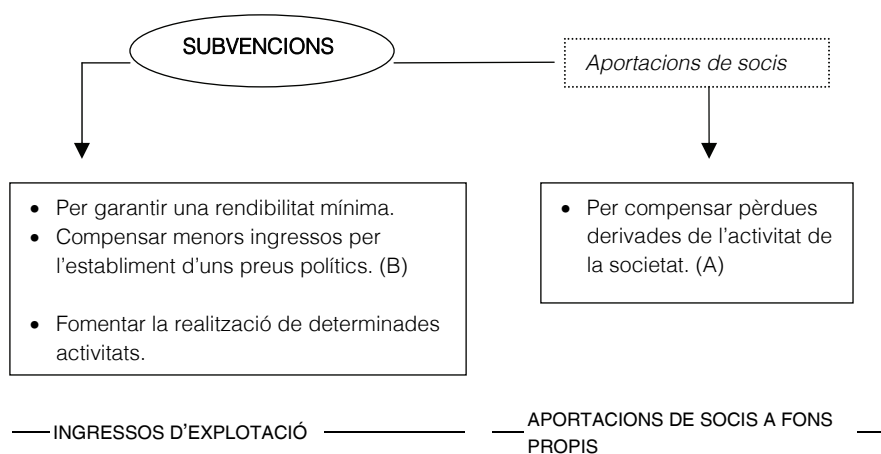 SUBVENCIONS
Aportacions de socis
• Per garantir una rendibilitat mínima.
• Compensar menors ingressos per
l'establiment d'uns preus polítics. (B)
• Fomentar la realització de determinades
activitats.
• Per compensar pèrdues
derivades de l'activitat de
la societat. (A)
INGRESSOS D'EXPLOTACIÓ
APORTACIONS DE SOCIS A FONS
PROPIS